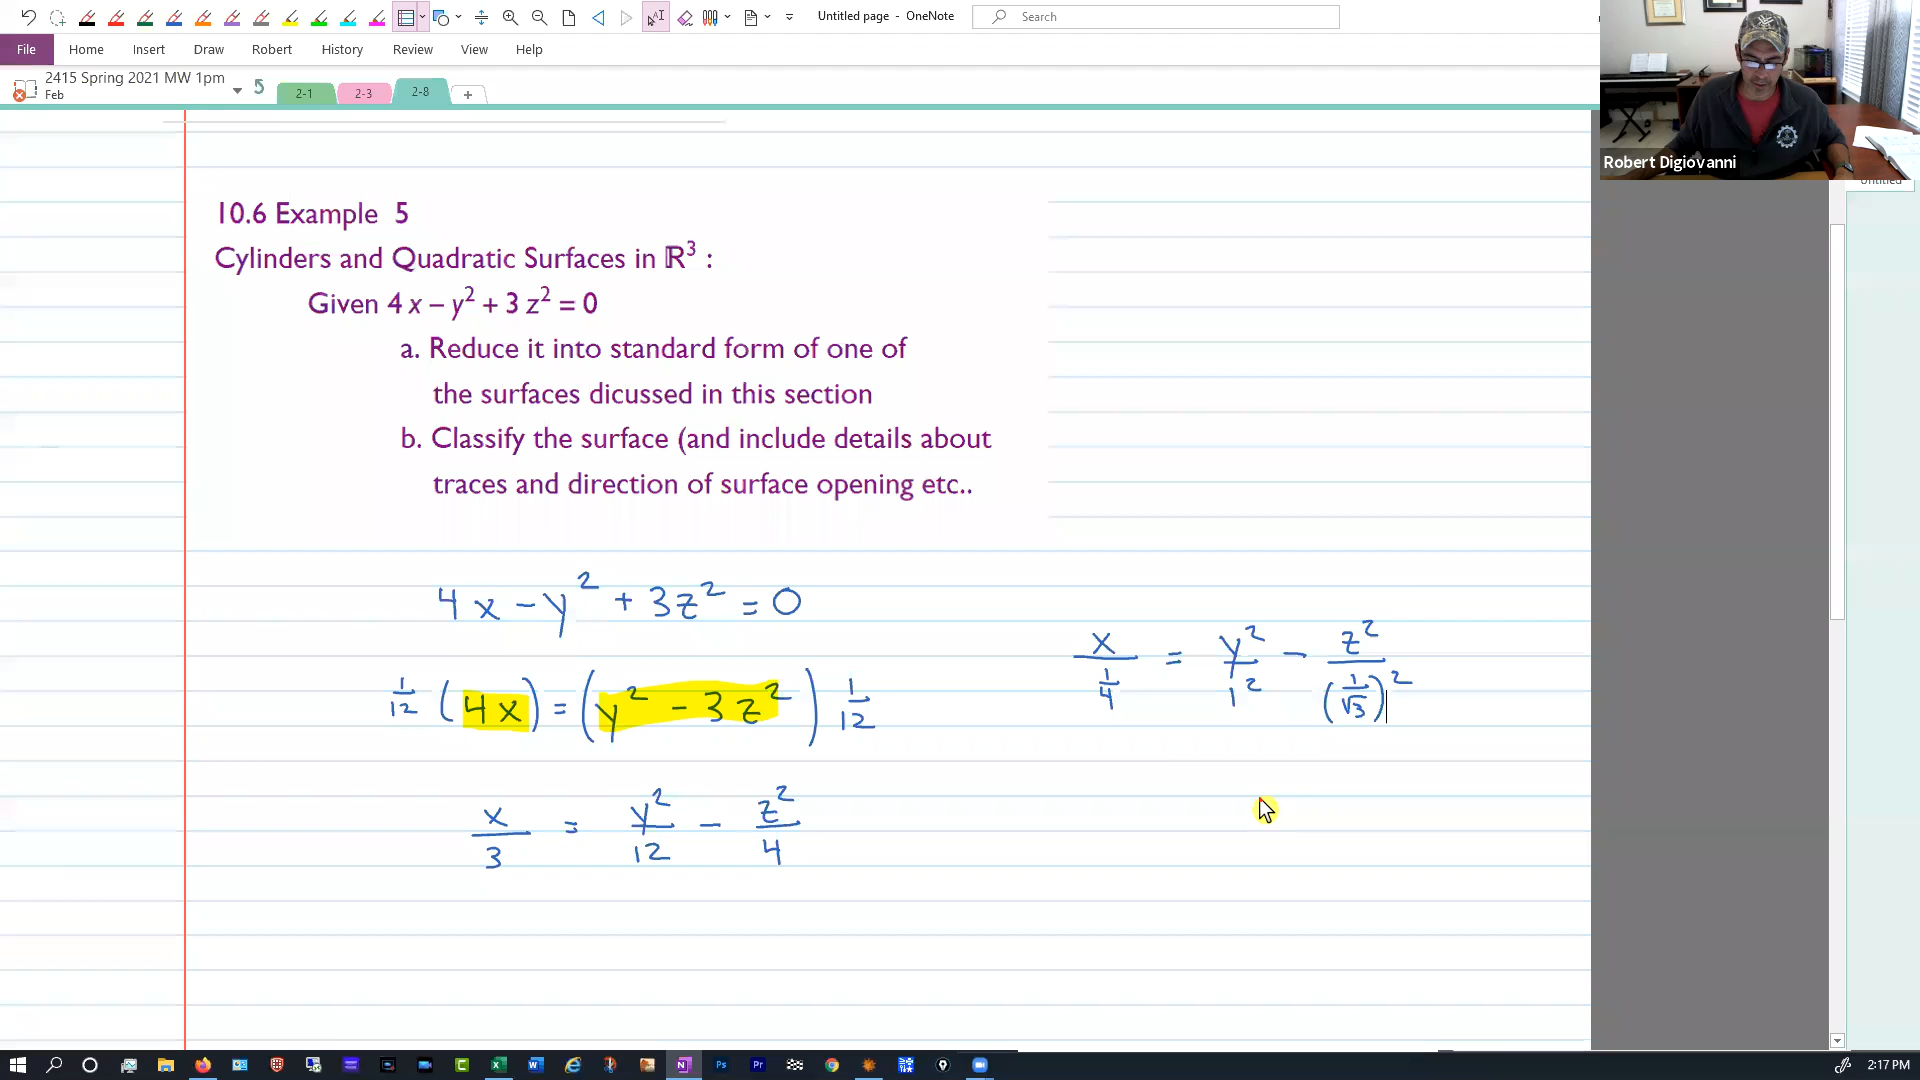 Untitled page - OneNote
Search
File Home Insert Draw Robert History Review View Help
2415 Spring 2021 MW 1pm
Feb
2-1 2-3 2-8
Robert Digiovanni
Untitled
10.6 Example 5
Cylinders and Quadratic Surfaces in ℝ³ :
Given 4 x – y² + 3 z² = 0
a. Reduce it into standard form of one of
the surfaces dicussed in this section
b. Classify the surface (and include details about
traces and direction of surface opening etc..
4x - y² + 3z² = 0
1/12 (4x) = (y² - 3z²) 1/12
x/3 = y²/12 - z²/4
x/(1/4) = y²/1² - z²/(1/√3)²
2:17 PM